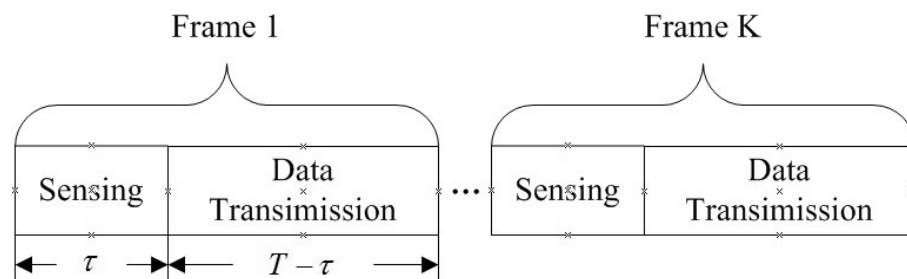 Frame 1
Frame K
Sensing
Data
Transimission
...
Sensing
Data
Transimission
τ
T − τ